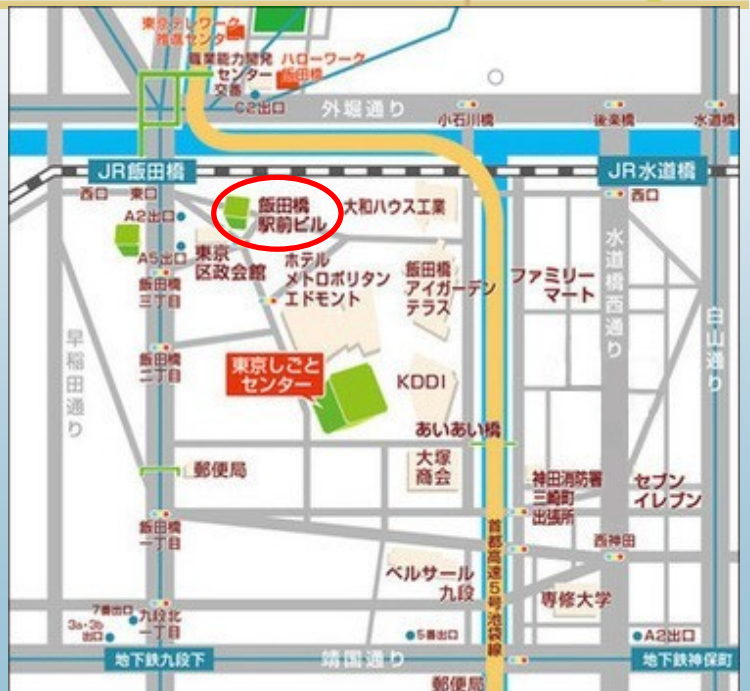 東京テレワーク
推進センター
職業能力開発
センター
ハローワーク
飯田橋
交番
C2出口
外堀通り
小石川橋
後楽橋
水道橋
JR飯田橋
JR水道橋
西口
東口
西口
A2出口
飯田橋
駅前ビル
大和ハウス工業
A5出口
東京
区政会館
ホテル
メトロポリタン
エドモント
飯田橋
アイガーデン
テラス
ファミリー
マート
水道橋西通り
白山通り
飯田橋
三丁目
早稲田通り
飯田橋
二丁目
東京しごと
センター
KDDI
あいあい橋
大塚
商会
郵便局
神田消防署
三崎町
出張所
セブン
イレブン
飯田橋
一丁目
首都高速5号池袋線
西神田
ベルサール
九段
専修大学
7番出口
3a・3b
出口
九段北
一丁目
5番出口
A2出口
地下鉄九段下
靖国通り
地下鉄神保町
郵便局